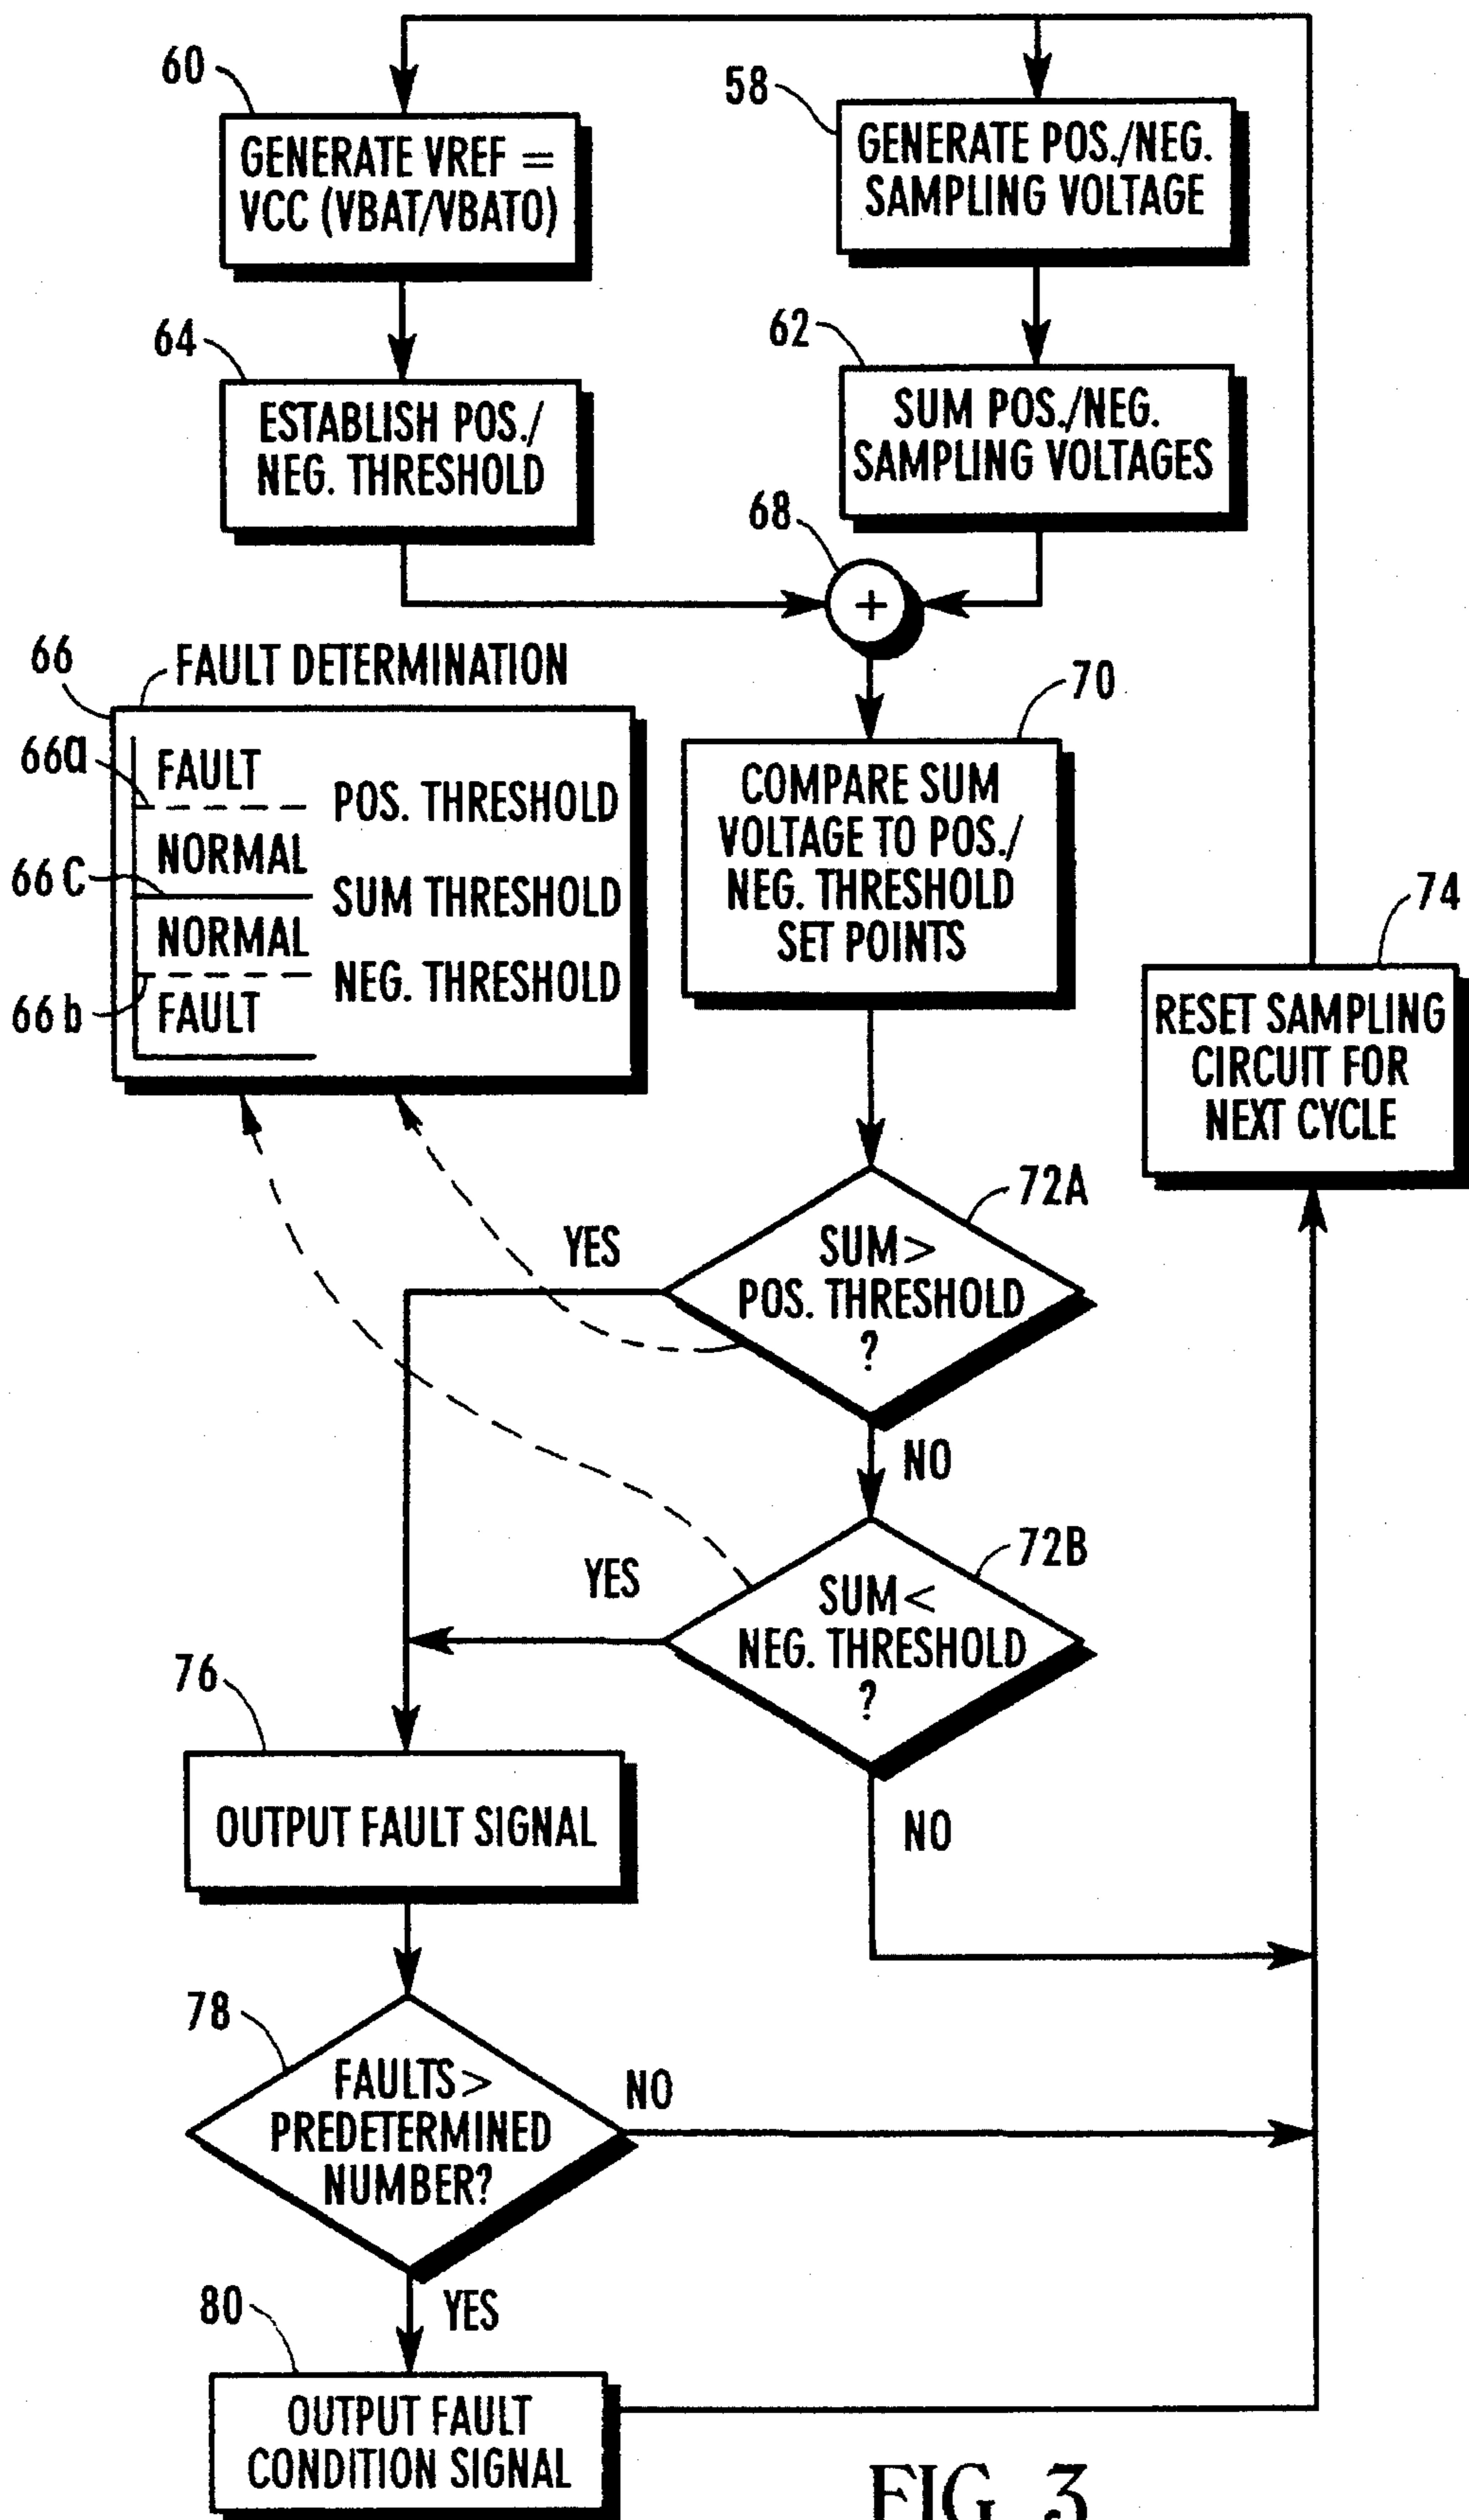 60
GENERATE VREF =
VCC (VBAT/VBATO)
58
GENERATE POS./NEG.
SAMPLING VOLTAGE
64
ESTABLISH POS./
NEG. THRESHOLD
62
SUM POS./NEG.
SAMPLING VOLTAGES
68
+
66
FAULT DETERMINATION
66a
FAULT
POS. THRESHOLD
NORMAL
66C
SUM THRESHOLD
NORMAL
NEG. THRESHOLD
66b
FAULT
70
COMPARE SUM
VOLTAGE TO POS./
NEG. THRESHOLD
SET POINTS
74
RESET SAMPLING
CIRCUIT FOR
NEXT CYCLE
72A
SUM >
POS. THRESHOLD
?
YES
NO
72B
SUM <
NEG. THRESHOLD
?
YES
NO
76
OUTPUT FAULT SIGNAL
78
FAULTS >
PREDETERMINED
NUMBER?
NO
YES
80
OUTPUT FAULT
CONDITION SIGNAL
FIG. 3